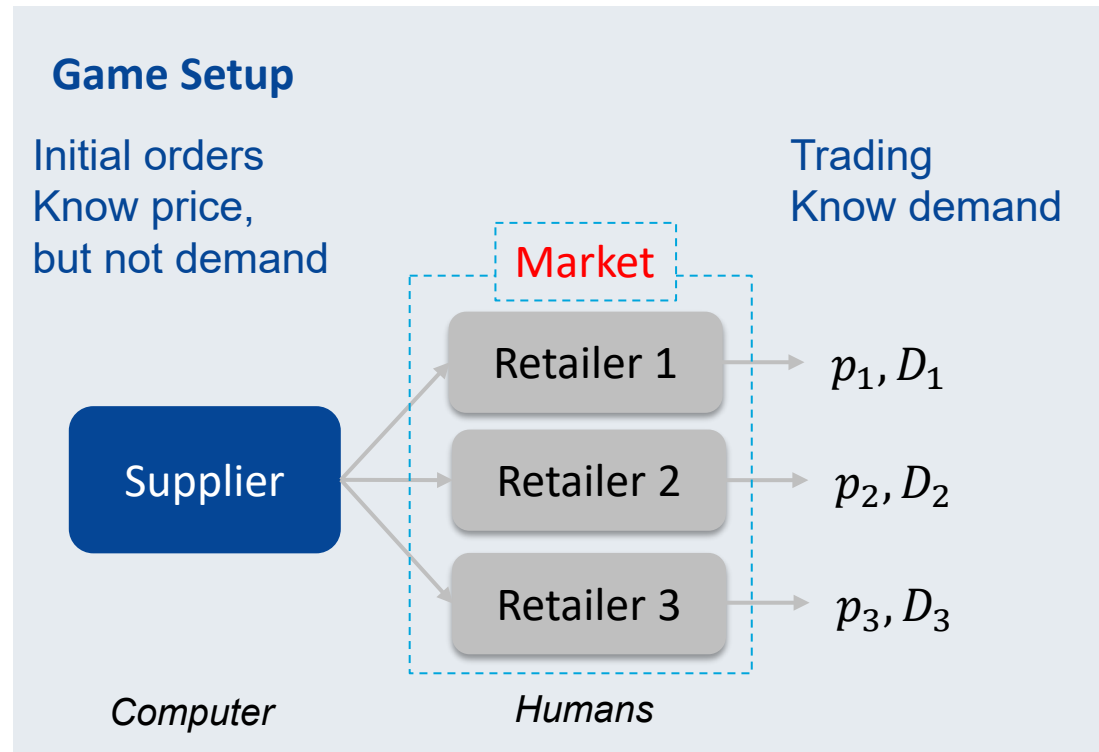 Game Setup
Initial orders
Know price,
but not demand
Trading
Know demand
Market
Supplier
Retailer 1
p₁, D₁
Retailer 2
p₂, D₂
Retailer 3
p₃, D₃
Computer
Humans